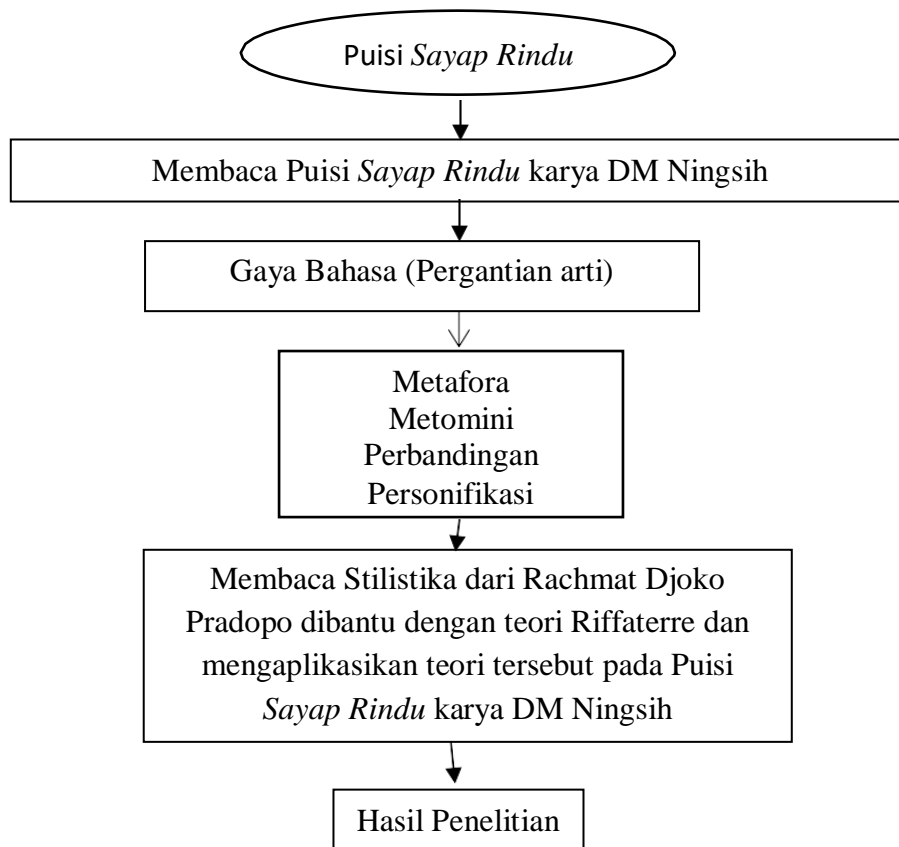 Puisi Sayap Rindu
Membaca Puisi Sayap Rindu karya DM Ningsih
Gaya Bahasa (Pergantian arti)
Metafora
Metomini
Perbandingan
Personifikasi
Membaca Stilistika dari Rachmat Djoko
Pradopo dibantu dengan teori Riffaterre dan
mengaplikasikan teori tersebut pada Puisi
Sayap Rindu karya DM Ningsih
Hasil Penelitian